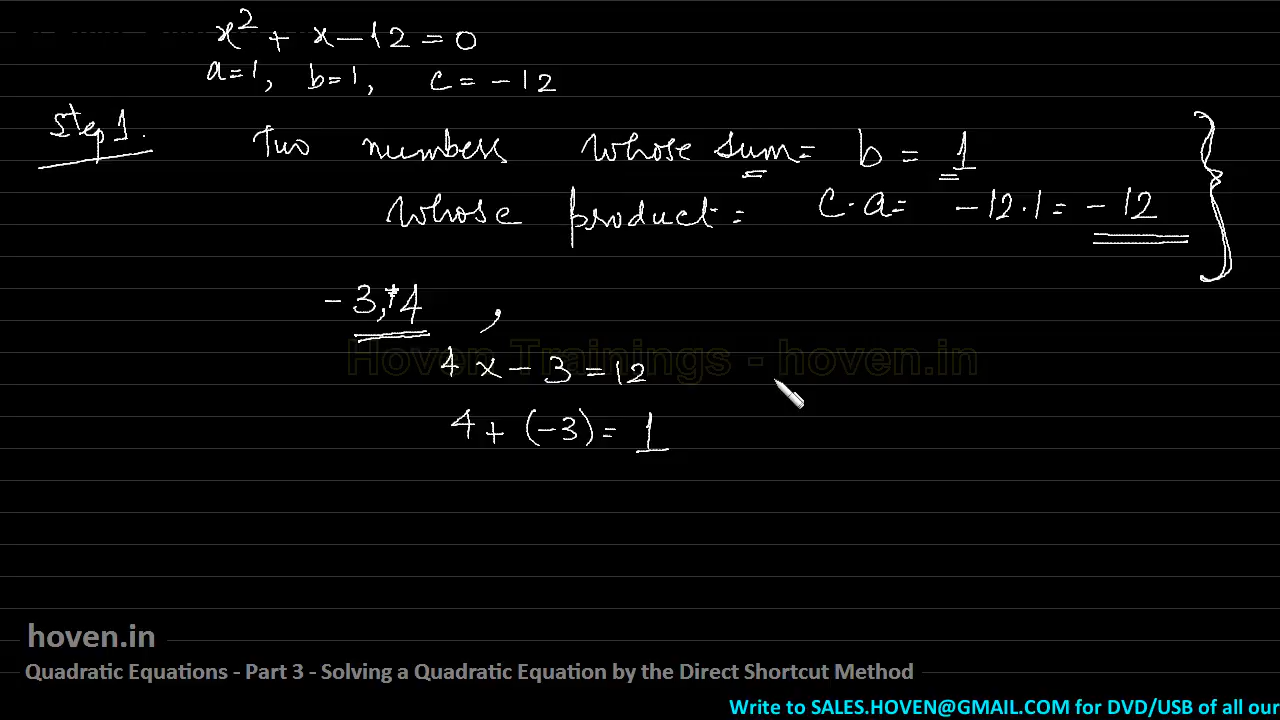 x² + x - 12 = 0
a=1, b=1, c = -12
Step 1. Two numbers whose sum = b = 1
whose product = c·a = -12·1 = -12
-3, +4 ,
Hoven Trainings - hoven.in
4 x - 3 = 12
4 + (-3) = 1
hoven.in
Quadratic Equations - Part 3 - Solving a Quadratic Equation by the Direct Shortcut Method
Write to SALES.HOVEN@GMAIL.COM for DVD/USB of all our